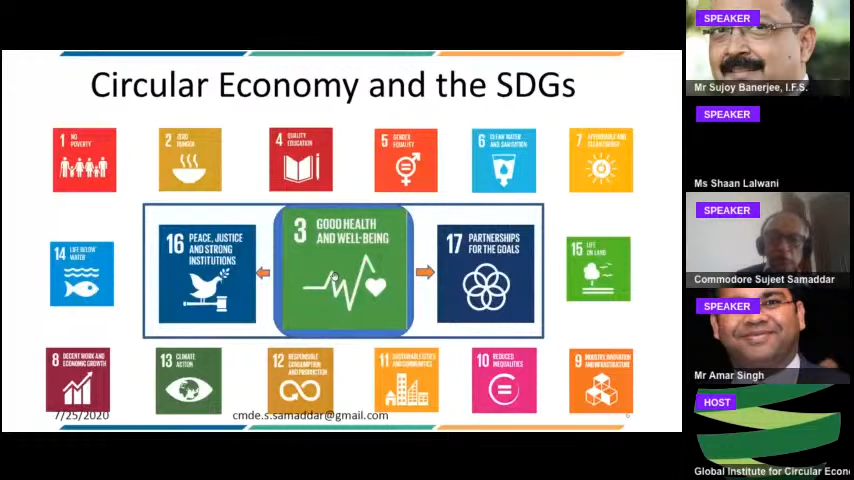 Circular Economy and the SDGs
1 NO
POVERTY
2 ZERO
HUNGER
4 QUALITY
EDUCATION
5 GENDER
EQUALITY
6 CLEAN WATER
AND SANITATION
7 AFFORDABLE AND
CLEAN ENERGY
14 LIFE BELOW
WATER
16 PEACE, JUSTICE
AND STRONG
INSTITUTIONS
3 GOOD HEALTH
AND WELL-BEING
17 PARTNERSHIPS
FOR THE GOALS
15 LIFE
ON LAND
8 DECENT WORK AND
ECONOMIC GROWTH
13 CLIMATE
ACTION
12 RESPONSIBLE
CONSUMPTION
AND PRODUCTION
11 SUSTAINABLE CITIES
AND COMMUNITIES
10 REDUCED
INEQUALITIES
9 INDUSTRY, INNOVATION
AND INFRASTRUCTURE
7/25/2020
cmde.s.samaddar@gmail.com
SPEAKER
Mr Sujoy Banerjee, I.F.S.
SPEAKER
Ms Shaan Lalwani
SPEAKER
Commodore Sujeet Samaddar
SPEAKER
Mr Amar Singh
HOST
Global Institute for Circular Econ